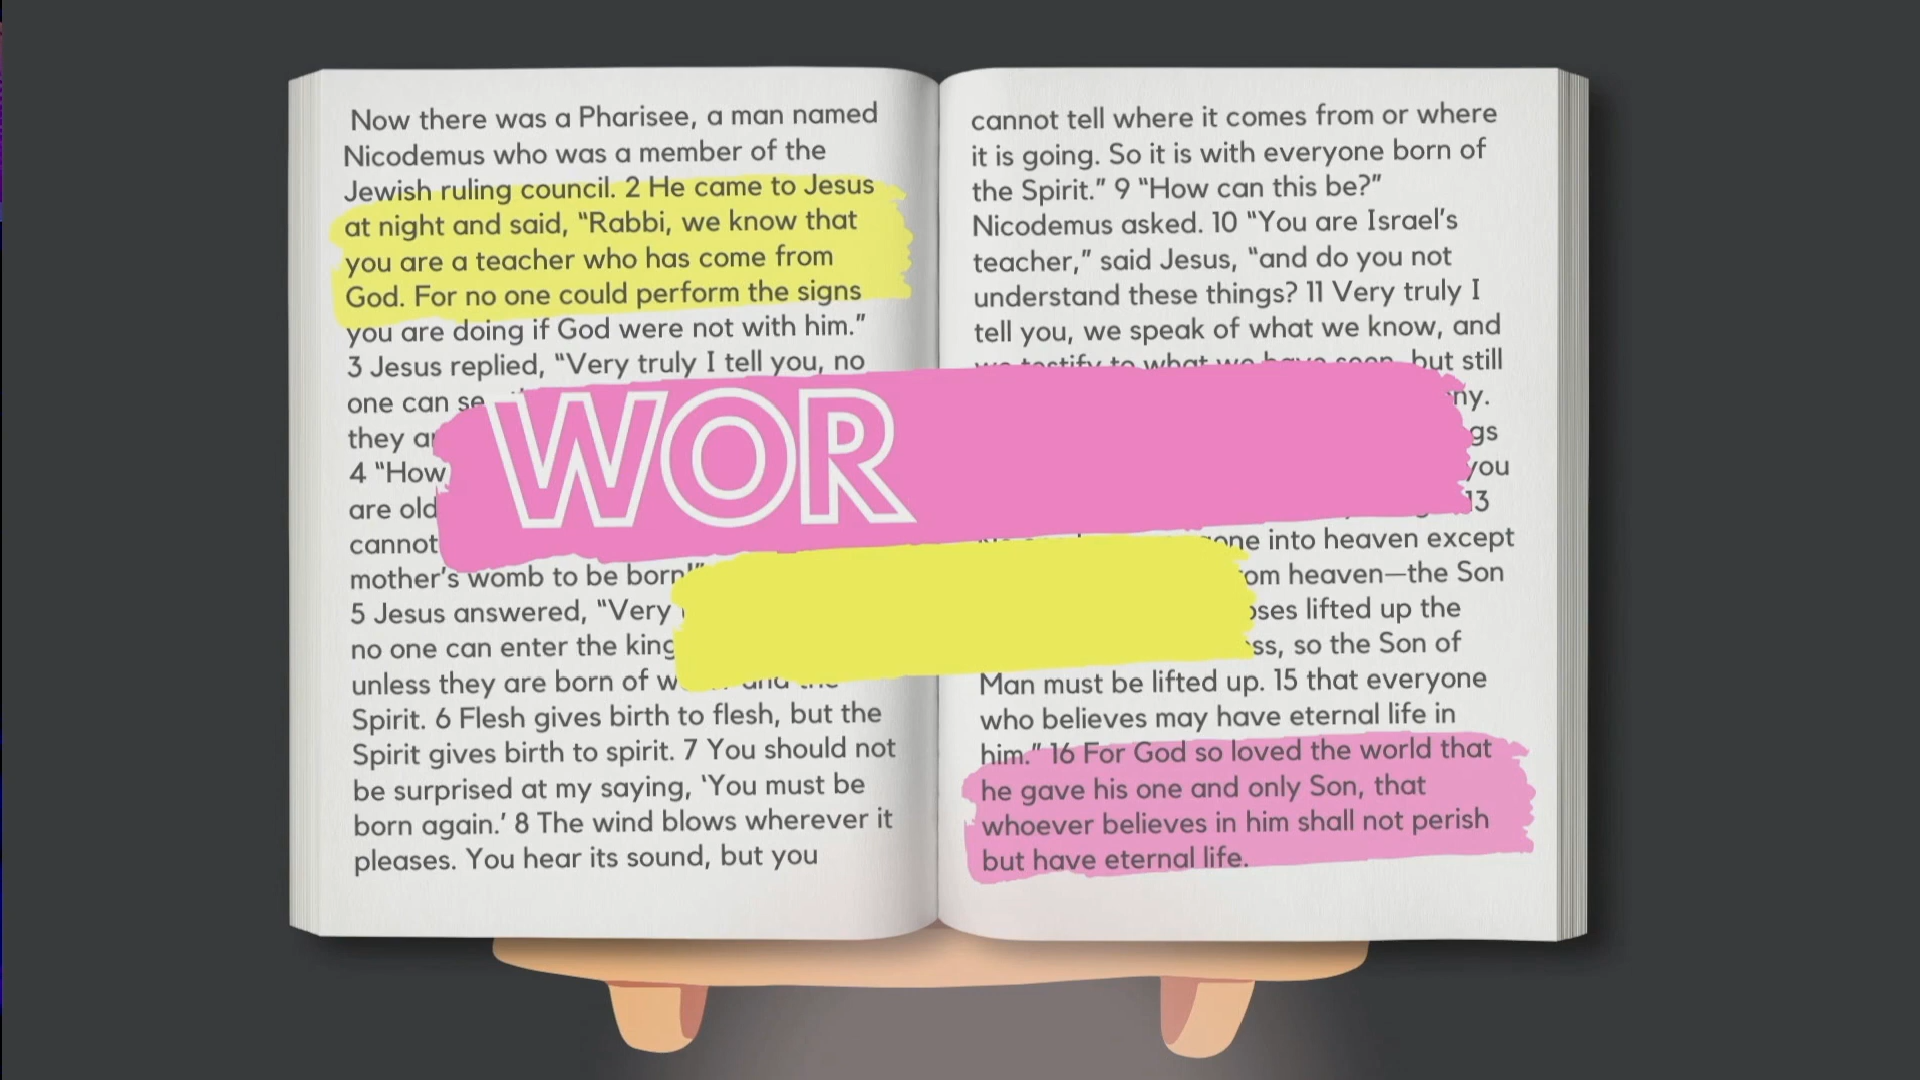 Now there was a Pharisee, a man named
Nicodemus who was a member of the
Jewish ruling council. 2 He came to Jesus
at night and said, “Rabbi, we know that
you are a teacher who has come from
God. For no one could perform the signs
you are doing if God were not with him.”
3 Jesus replied, “Very truly I tell you, no
one can
they
4 “How
are old
cannot
mother’s womb to be born!”
5 Jesus answered, “Very
no one can enter the
unless they are born of
Spirit. 6 Flesh gives birth to flesh, but the
Spirit gives birth to spirit. 7 You should not
be surprised at my saying, ‘You must be
born again.’ 8 The wind blows wherever it
pleases. You hear its sound, but you
WOR
cannot tell where it comes from or where
it is going. So it is with everyone born of
the Spirit.” 9 “How can this be?”
Nicodemus asked. 10 “You are Israel’s
teacher,” said Jesus, “and do you not
understand these things? 11 Very truly I
tell you, we speak of what we know, and
we testify to what we have seen, but still
you
13
into heaven except
heaven—the Son
lifted up the
so the Son of
Man must be lifted up. 15 that everyone
who believes may have eternal life in
him.” 16 For God so loved the world that
he gave his one and only Son, that
whoever believes in him shall not perish
but have eternal life.